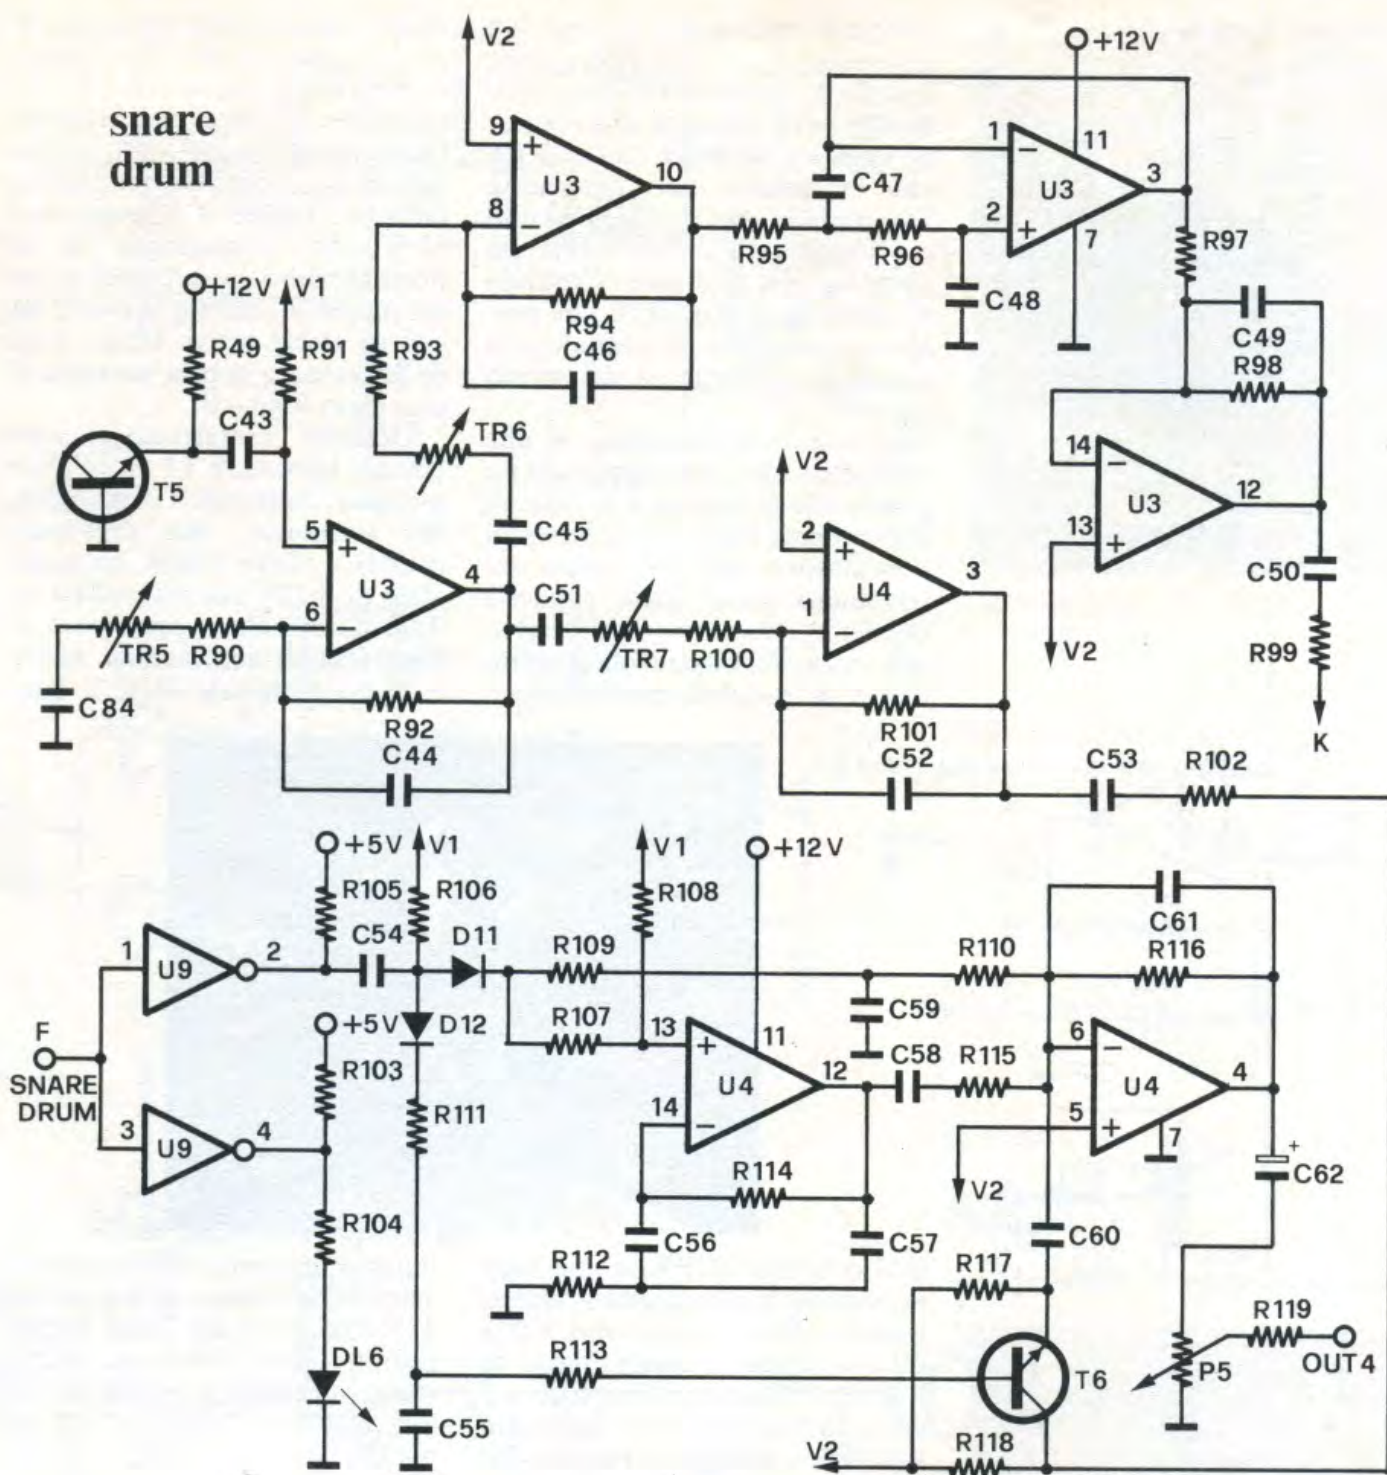 snare
drum
V2
9
+
U3
10
8
−
+12V
1
−
11
U3
3
2
+
7
C47
R95
R96
C48
R97
C49
R98
+12V
V1
R49
R91
R93
R94
C46
C43
T5
TR6
C45
5
+
U3
4
6
−
TR5
R90
C84
R92
C44
C51
TR7
R100
V2
2
+
U4
3
1
−
R101
C52
C53
R102
14
−
U3
12
13
+
V2
C50
R99
K
+5V
V1
R105
R106
V1
R108
+12V
1
U9
2
C54
D11
R109
R107
D12
F
SNARE
DRUM
+5V
R103
3
U9
4
R111
R104
DL6
C55
13
+
11
U4
12
14
−
R114
C56
C57
R112
R113
C59
C58
R110
R115
C61
R116
6
−
U4
4
5
+
7
V2
+
C62
C60
R117
T6
R118
V2
P5
R119
OUT4